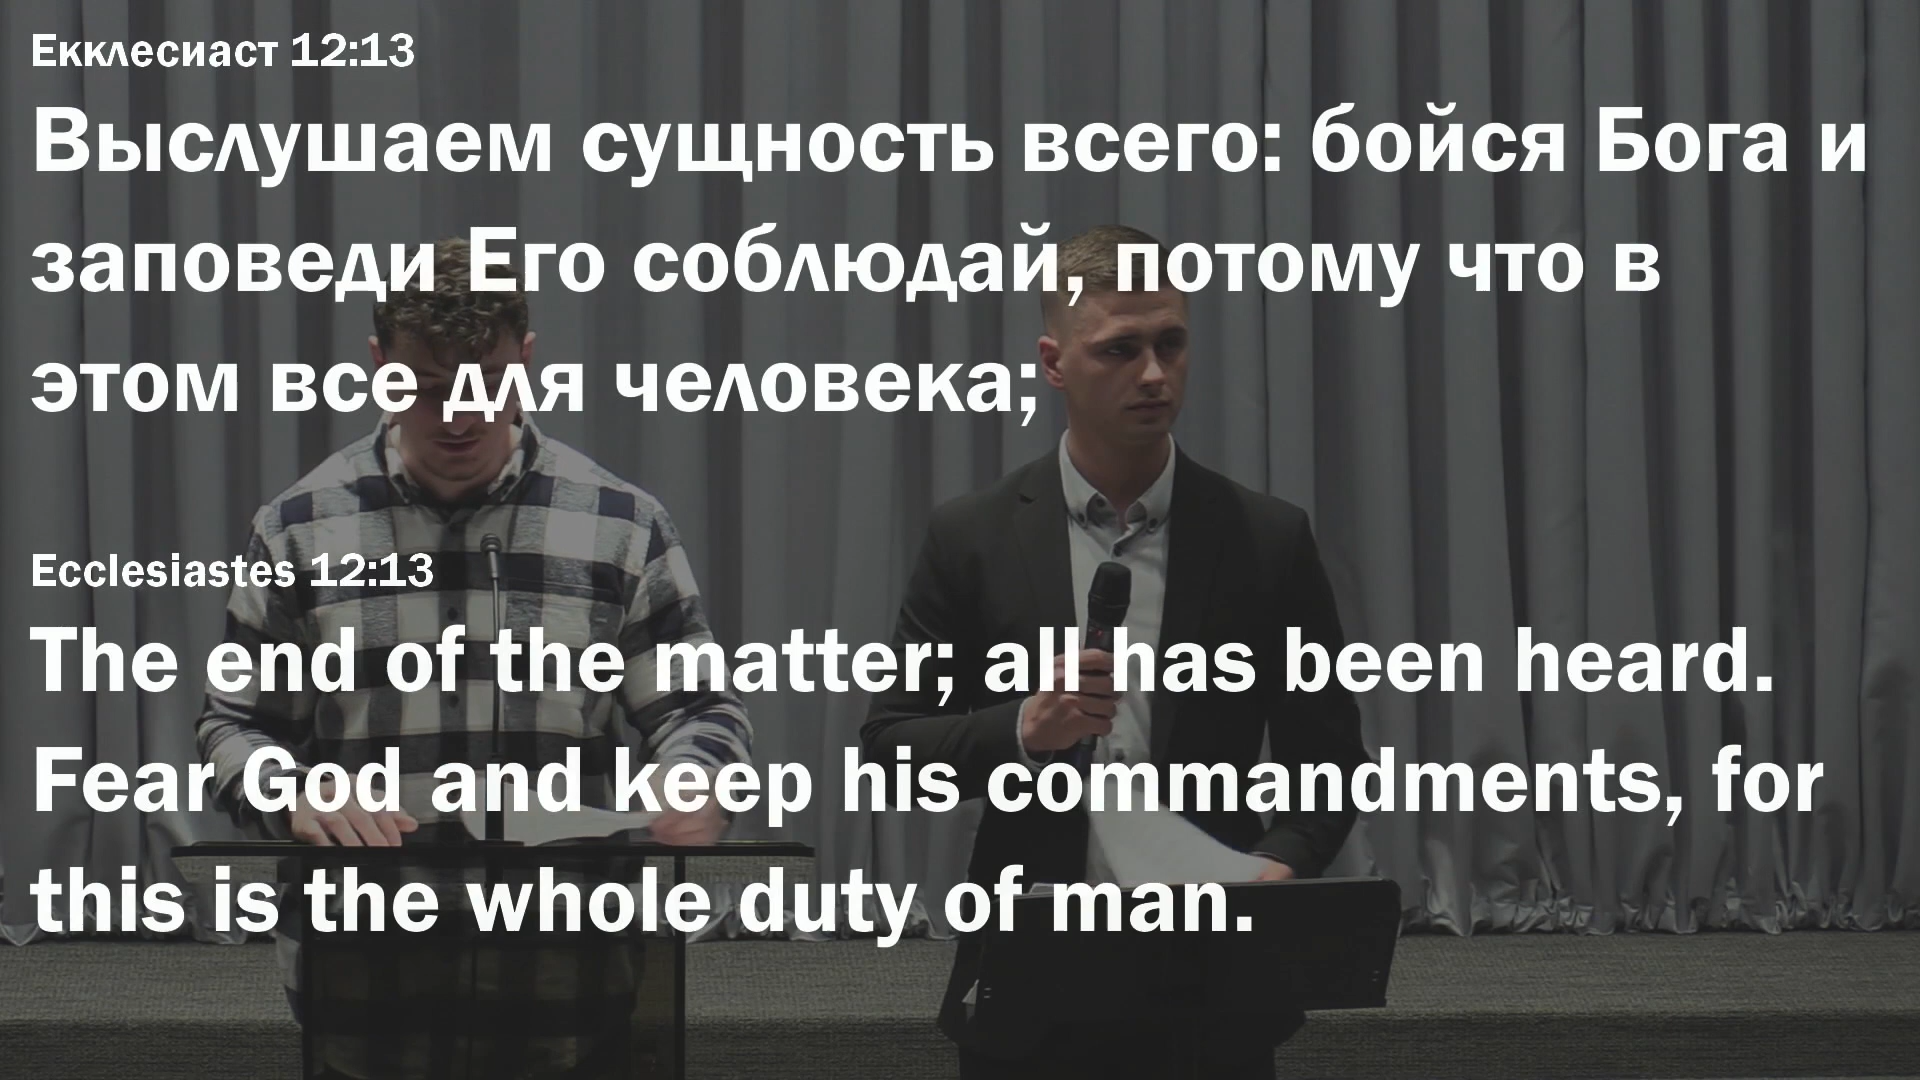 Екклесиаст 12:13
Выслушаем сущность всего: бойся Бога и
заповеди Его соблюдай, потому что в
этом все для человека;
Ecclesiastes 12:13
The end of the matter; all has been heard.
Fear God and keep his commandments, for
this is the whole duty of man.